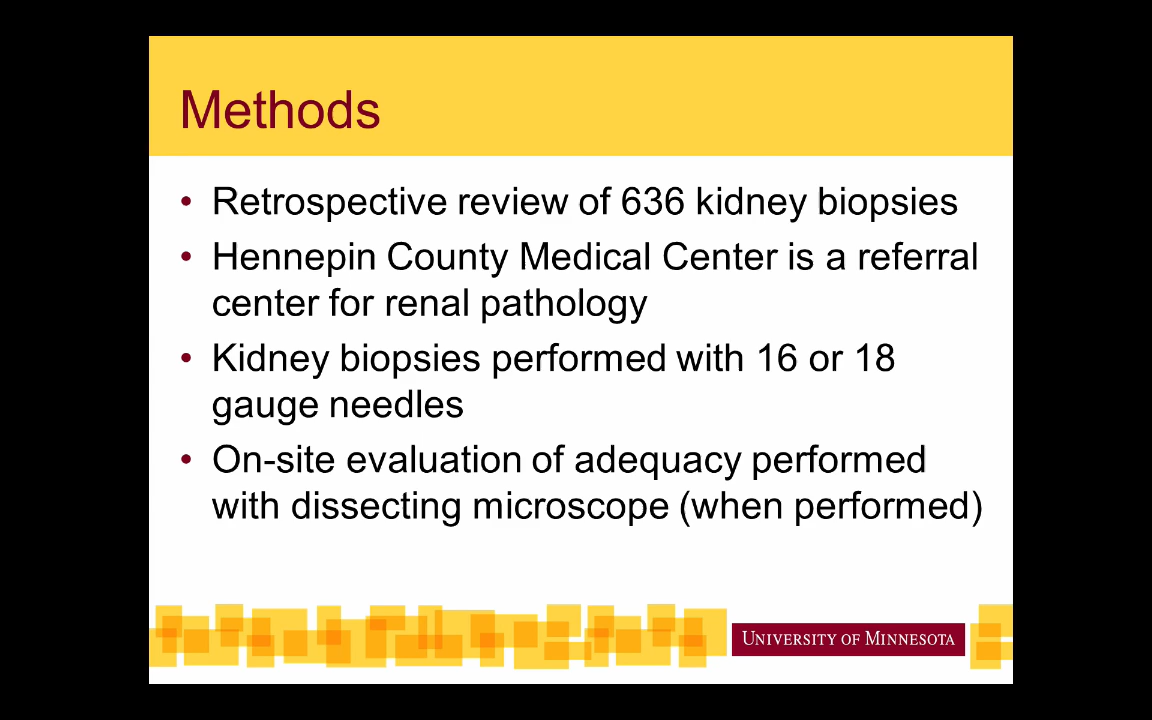 Methods
• Retrospective review of 636 kidney biopsies
• Hennepin County Medical Center is a referral
center for renal pathology
• Kidney biopsies performed with 16 or 18
gauge needles
• On-site evaluation of adequacy performed
with dissecting microscope (when performed)
UNIVERSITY OF MINNESOTA